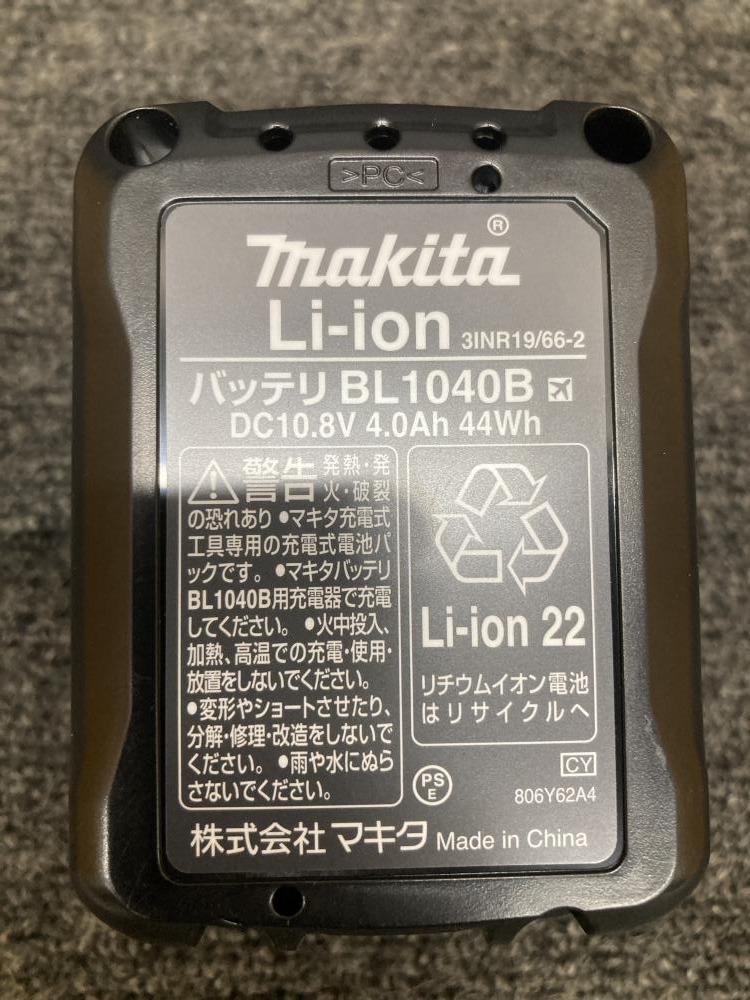 >PC<
makita®
Li-ion 3INR19/66-2
バッテリ BL1040B
DC10.8V 4.0Ah 44Wh
警告 発熱・発
火・破裂
の恐れあり ●マキタ充電式
工具専用の充電式電池パ
ックです。●マキタバッテリ
BL1040B用充電器で充電
してください。●火中投入、
加熱、高温での充電・使用・
放置をしないでください。
●変形やショートさせたり、
分解・修理・改造をしないで
ください。●雨や水にぬら
さないでください。
Li-ion 22
リチウムイオン電池
はリサイクルへ
PS
E
CY
806Y62A4
株式会社 マキタ Made in China